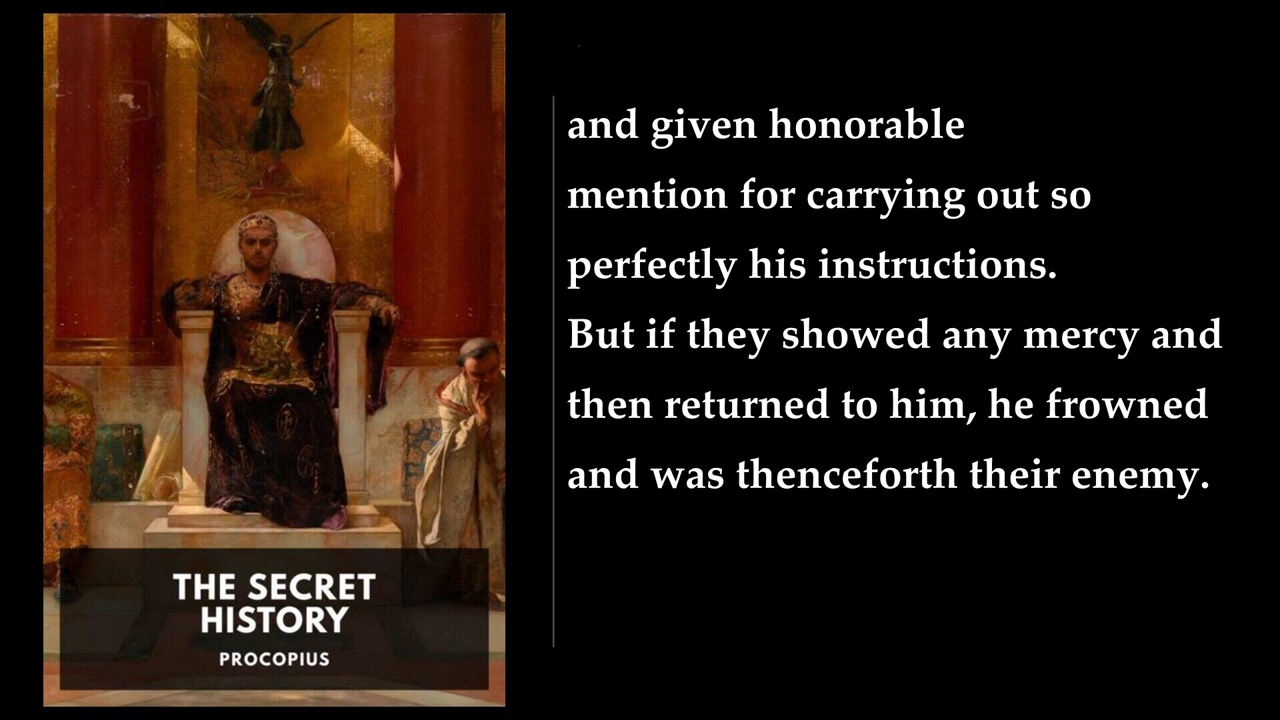 THE SECRET
HISTORY
PROCOPIUS
and given honorable
mention for carrying out so
perfectly his instructions.
But if they showed any mercy and
then returned to him, he frowned
and was thenceforth their enemy.